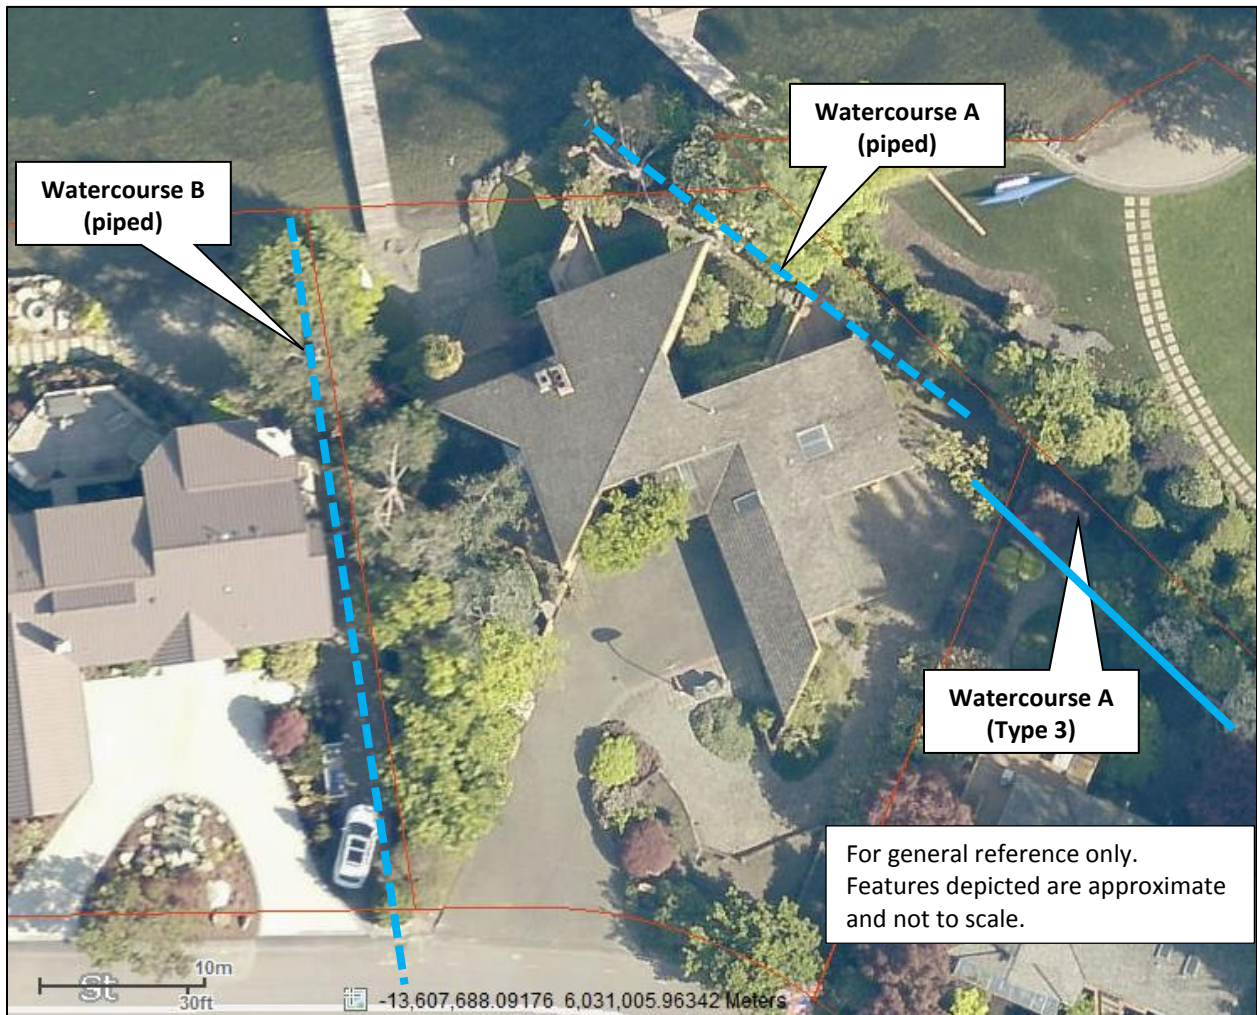 Watercourse A
(piped)
Watercourse B
(piped)
Watercourse A
(Type 3)
For general reference only.
Features depicted are approximate
and not to scale.
10m
St
30ft
-13,607,688.09176 6,031,005.96342 Meters